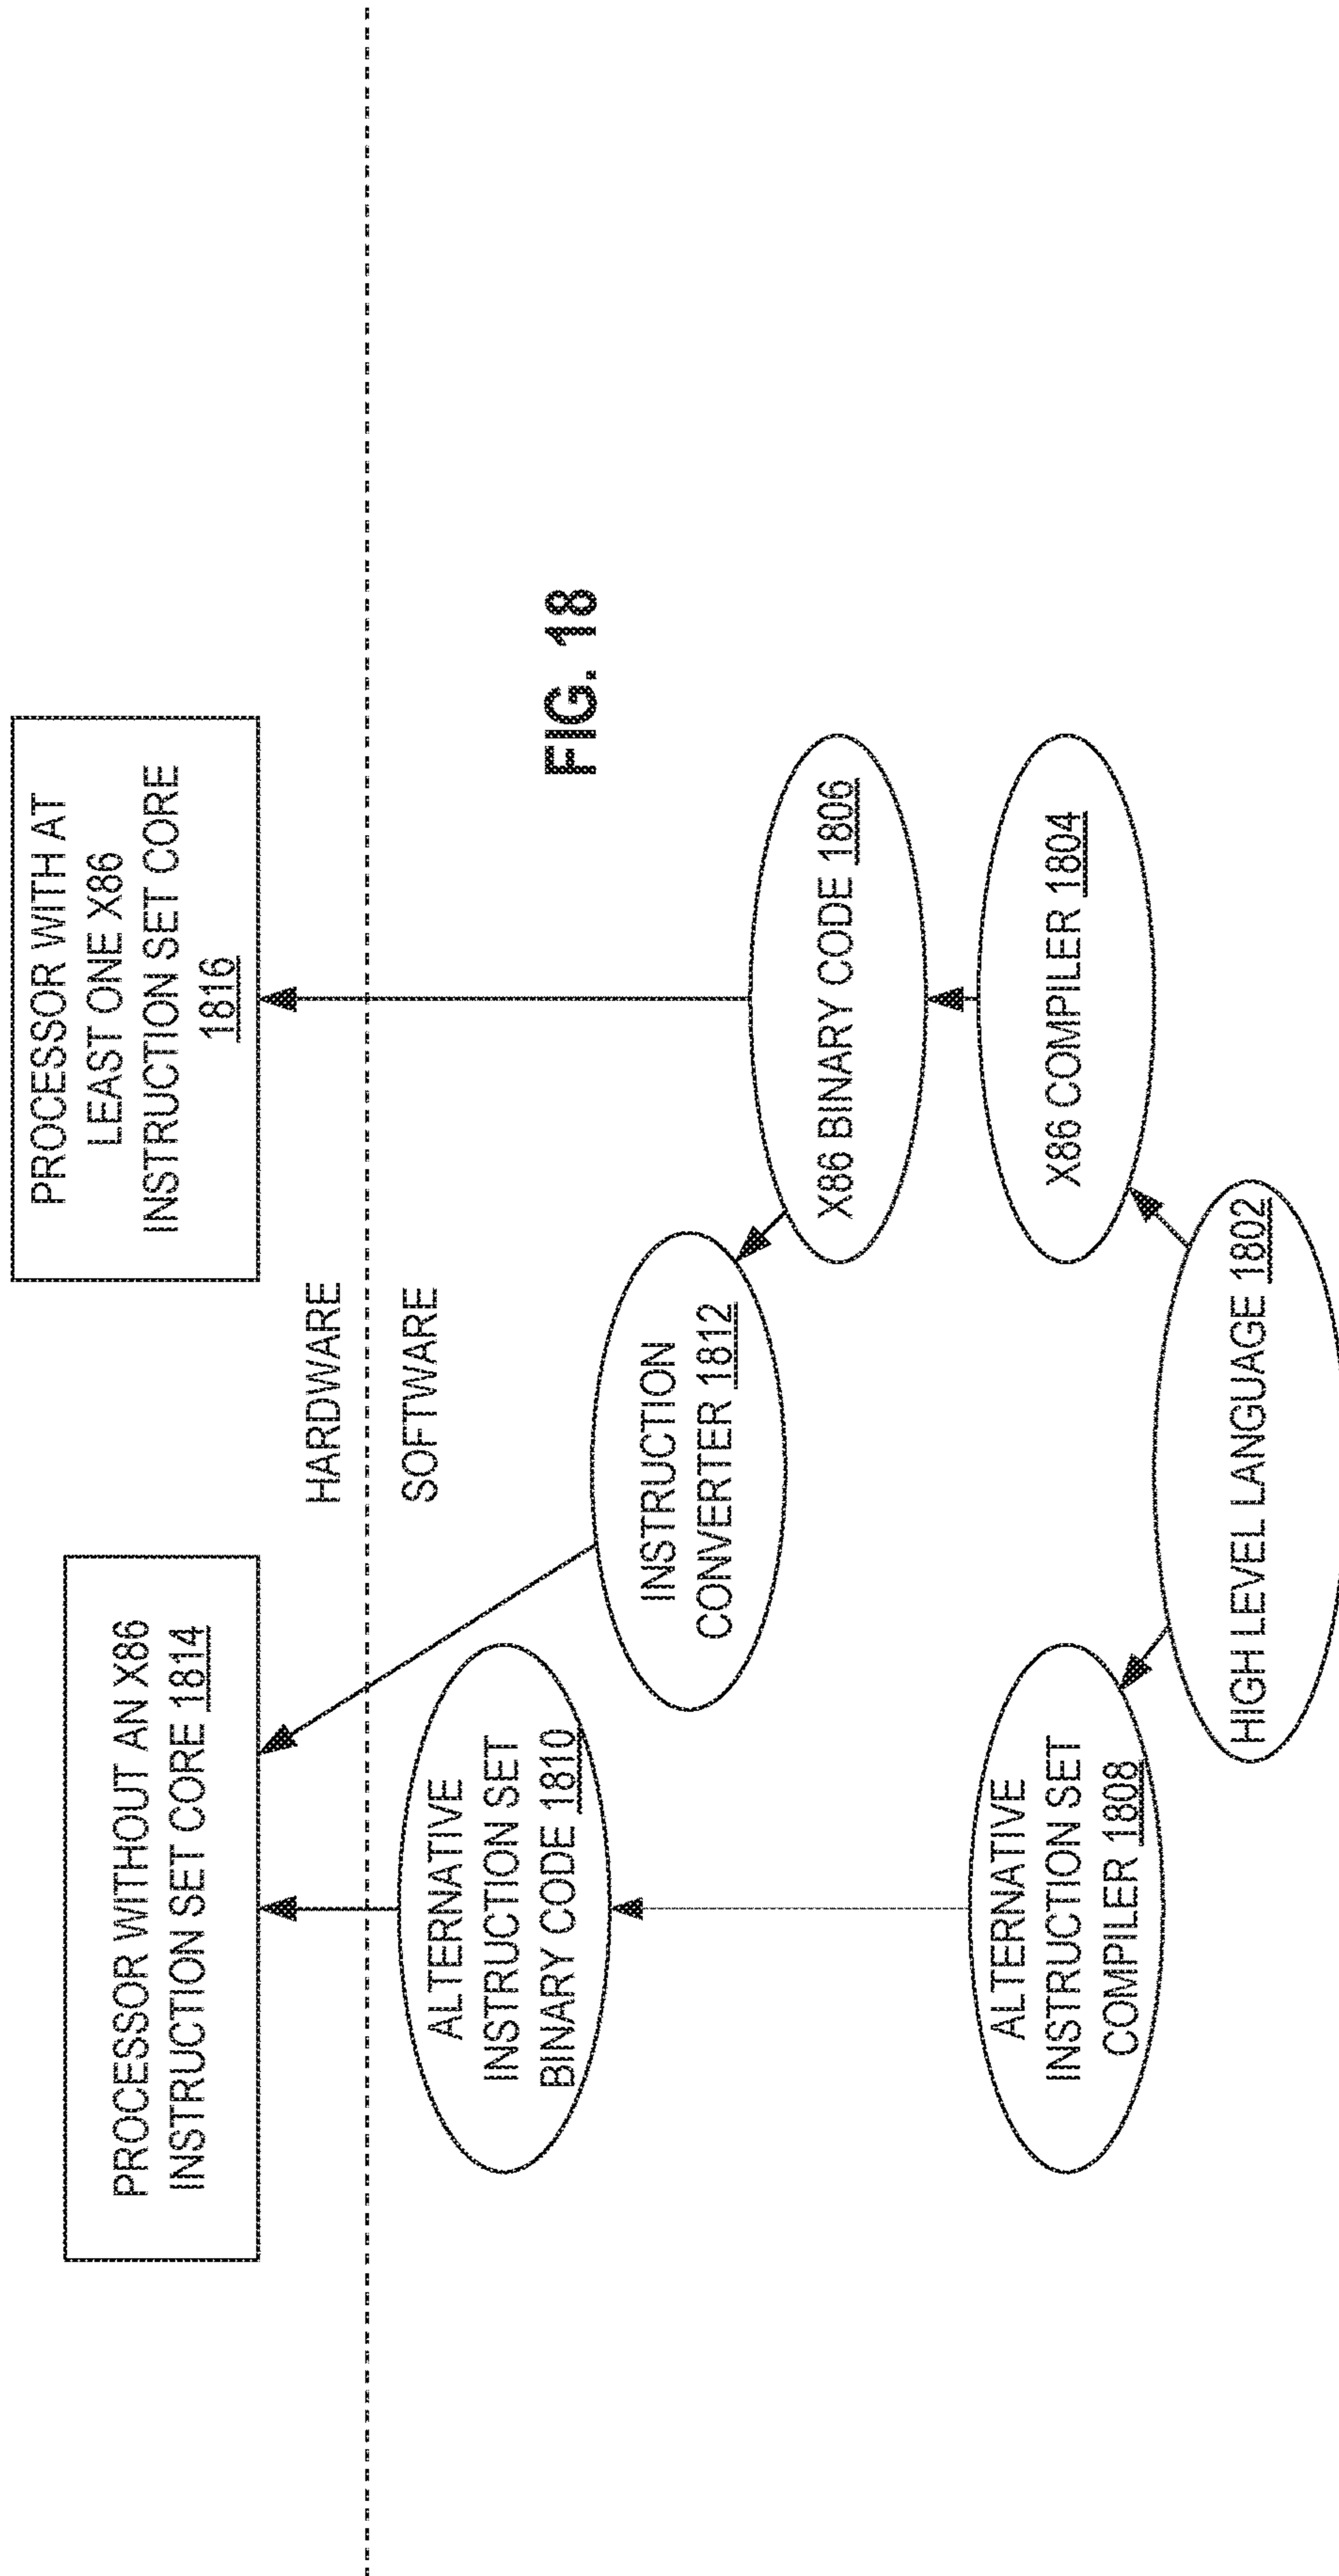 PROCESSOR WITHOUT AN X86
INSTRUCTION SET CORE 1814
PROCESSOR WITH AT
LEAST ONE X86
INSTRUCTION SET CORE
1816
HARDWARE
SOFTWARE
ALTERNATIVE
INSTRUCTION SET
BINARY CODE 1810
INSTRUCTION
CONVERTER 1812
FIG. 18
X86 BINARY CODE 1806
ALTERNATIVE
INSTRUCTION SET
COMPILER 1808
X86 COMPILER 1804
HIGH LEVEL LANGUAGE 1802